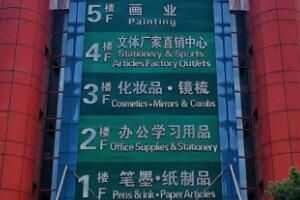 5楼F 画业
Painting
4楼F 文体厂家直销中心
Stationery & Sports
Articles Factory Outlets
3楼F 化妆品·镜梳
Cosmetics·Mirrors & Combs
2楼F 办公学习用品
Office Supplies & Stationery
1楼F 笔墨·纸制品
Pens & ink·Paper Articles